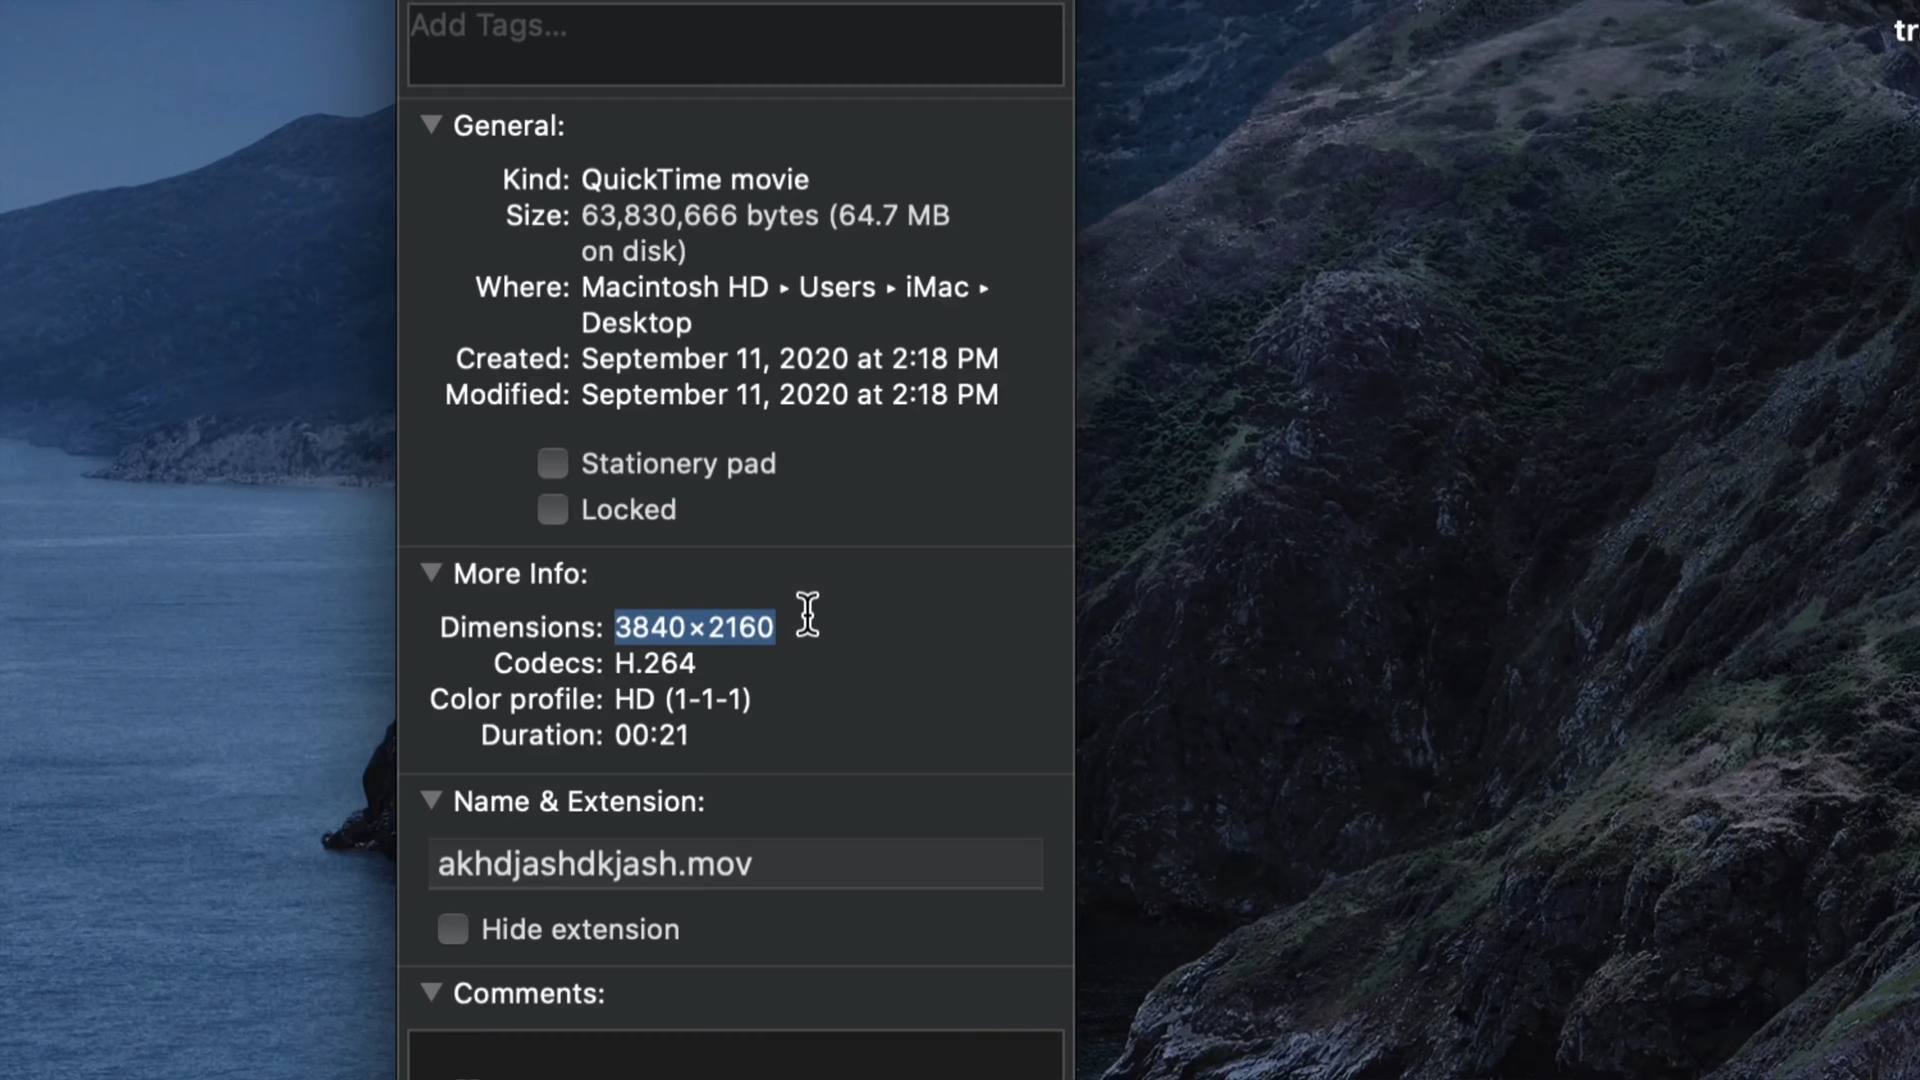 Add Tags...
tr
General:
Kind: QuickTime movie
Size: 63,830,666 bytes (64.7 MB
on disk)
Where: Macintosh HD ▸ Users ▸ iMac ▸
Desktop
Created: September 11, 2020 at 2:18 PM
Modified: September 11, 2020 at 2:18 PM
Stationery pad
Locked
More Info:
Dimensions: 3840×2160
Codecs: H.264
Color profile: HD (1-1-1)
Duration: 00:21
Name & Extension:
akhdjashdkjash.mov
Hide extension
Comments: